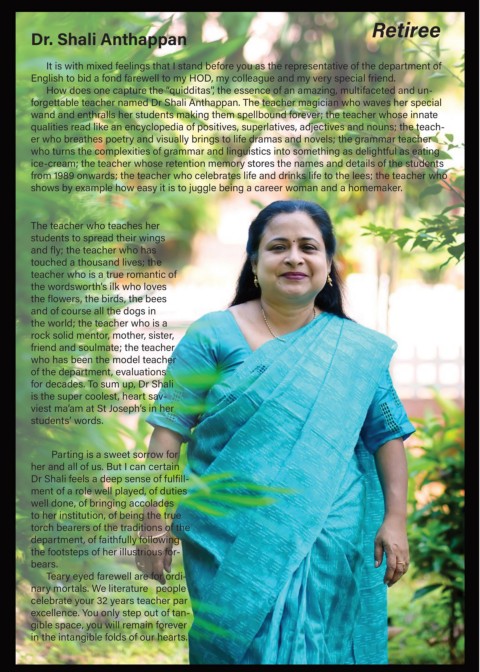 Retiree
Dr. Shali Anthappan
It is with mixed feelings that I stand before you as the representative of the department of
English to bid a fond farewell to my HOD, my colleague and my very special friend.
How does one capture the "quidditas", the essence of an amazing, multifaceted and un-
forgettable teacher named Dr Shali Anthappan. The teacher magician who waves her special
wand and enthralls her students making them spellbound forever; the teacher whose innate
qualities read like an encyclopedia of positives, superlatives, adjectives and nouns; the teach-
er who breathes poetry and visually brings to life dramas and novels; the grammar teacher
who turns the complexities of grammar and linguistics into something as delightful as eating
ice-cream; the teacher whose retention memory stores the names and details of the students
from 1989 onwards; the teacher who celebrates life and drinks life to the lees; the teacher who
shows by example how easy it is to juggle being a career woman and a homemaker.
The teacher who teaches her
students to spread their wings
and fly; the teacher who has
touched a thousand lives; the
teacher who is a true romantic of
the wordsworth's ilk who loves
the flowers, the birds, the bees
and of course all the dogs in
the world; the teacher who is a
rock solid mentor, mother, sister,
friend and soulmate; the teacher
who has been the model teacher
of the department, evaluations
for decades. To sum up, Dr Shali
is the super coolest, heart sav-
viest ma'am at St Joseph's in her
students' words.
Parting is a sweet sorrow for
her and all of us. But I can certain
Dr Shali feels a deep sense of fulfill-
ment of a role well played, of duties
well done, of bringing accolades
to her institution, of being the true
torch bearers of the traditions of the
department, of faithfully following
the footsteps of her illustrious for-
bears.
Teary eyed farewell are for ordi-
nary mortals. We literature people
celebrate your 32 years teacher par
excellence. You only step out of tan-
gible space, you will remain forever
in the intangible folds of our hearts.